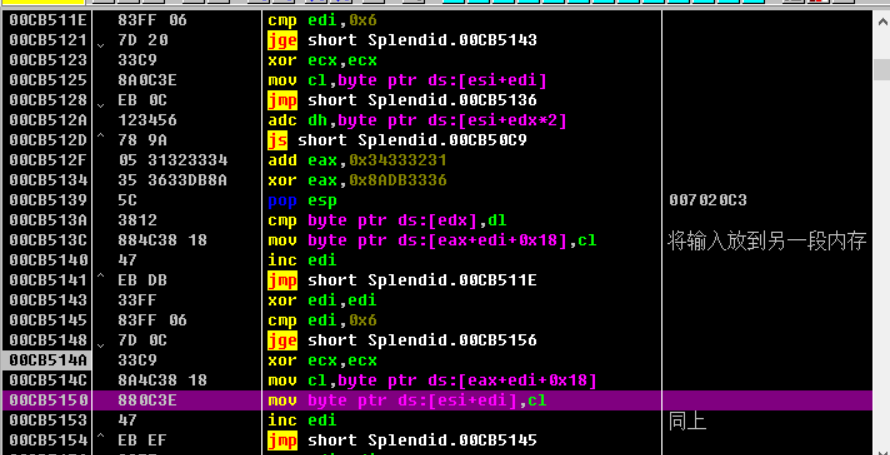 00CB511E 83FF 06 cmp edi,0x6
00CB5121 7D 20 jge short Splendid.00CB5143
00CB5123 33C9 xor ecx,ecx
00CB5125 8A0C3E mov cl,byte ptr ds:[esi+edi]
00CB5128 EB 0C jmp short Splendid.00CB5136
00CB512A 123456 adc dh,byte ptr ds:[esi+edx*2]
00CB512D ^ 78 9A js short Splendid.00CB50C9
00CB512F 05 31323334 add eax,0x34333231
00CB5134 35 3633DB8A xor eax,0x8ADB3336
00CB5139 5C pop esp 007020C3
00CB513A 3812 cmp byte ptr ds:[edx],dl
00CB513C 884C38 18 mov byte ptr ds:[eax+edi+0x18],cl 将输入放到另一段内存
00CB5140 47 inc edi
00CB5141 ^ EB DB jmp short Splendid.00CB511E
00CB5143 33FF xor edi,edi
00CB5145 83FF 06 cmp edi,0x6
00CB5148 7D 0C jge short Splendid.00CB5156
00CB514A 33C9 xor ecx,ecx
00CB514C 8A4C38 18 mov cl,byte ptr ds:[eax+edi+0x18]
00CB5150 880C3E mov byte ptr ds:[esi+edi],cl
00CB5153 47 inc edi 同上
00CB5154 ^ EB EF jmp short Splendid.00CB5145